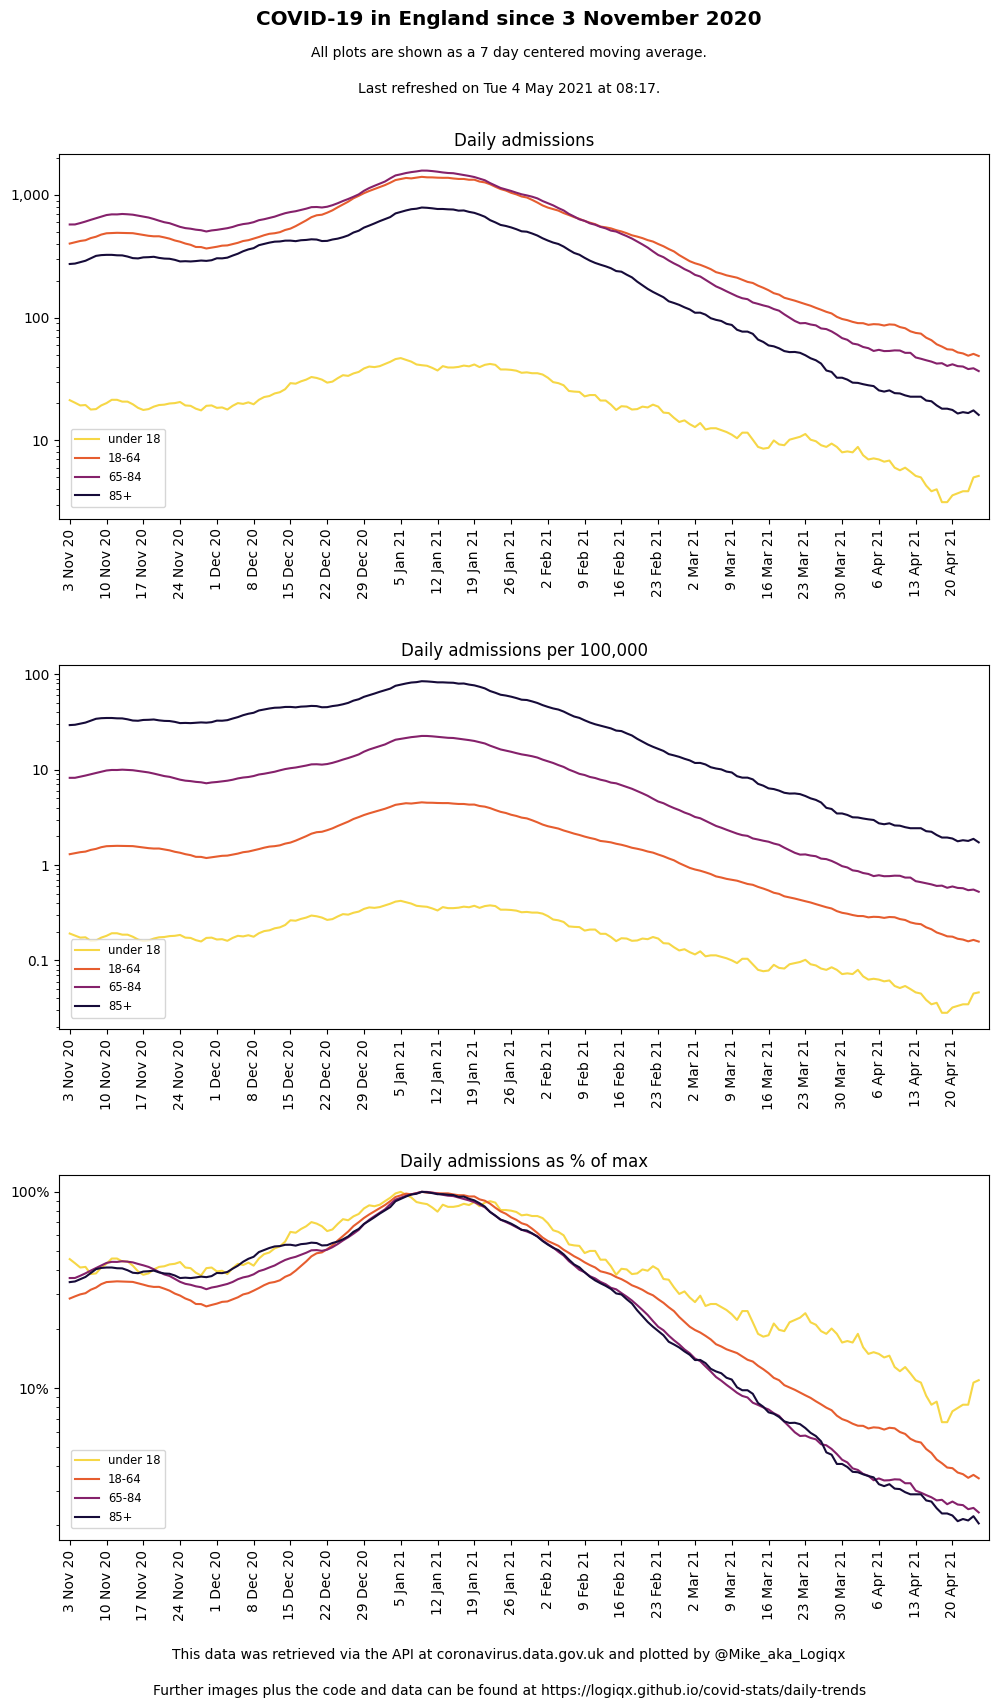 COVID-19 in England since 3 November 2020
All plots are shown as a 7 day centered moving average.
Last refreshed on Tue 4 May 2021 at 08:17.
Daily admissions
1,000
100
10
under 18
18-64
65-84
85+
3 Nov 20
10 Nov 20
17 Nov 20
24 Nov 20
1 Dec 20
8 Dec 20
15 Dec 20
22 Dec 20
29 Dec 20
5 Jan 21
12 Jan 21
19 Jan 21
26 Jan 21
2 Feb 21
9 Feb 21
16 Feb 21
23 Feb 21
2 Mar 21
9 Mar 21
16 Mar 21
23 Mar 21
30 Mar 21
6 Apr 21
13 Apr 21
20 Apr 21
Daily admissions per 100,000
100
10
1
0.1
under 18
18-64
65-84
85+
3 Nov 20
10 Nov 20
17 Nov 20
24 Nov 20
1 Dec 20
8 Dec 20
15 Dec 20
22 Dec 20
29 Dec 20
5 Jan 21
12 Jan 21
19 Jan 21
26 Jan 21
2 Feb 21
9 Feb 21
16 Feb 21
23 Feb 21
2 Mar 21
9 Mar 21
16 Mar 21
23 Mar 21
30 Mar 21
6 Apr 21
13 Apr 21
20 Apr 21
Daily admissions as % of max
100%
10%
under 18
18-64
65-84
85+
3 Nov 20
10 Nov 20
17 Nov 20
24 Nov 20
1 Dec 20
8 Dec 20
15 Dec 20
22 Dec 20
29 Dec 20
5 Jan 21
12 Jan 21
19 Jan 21
26 Jan 21
2 Feb 21
9 Feb 21
16 Feb 21
23 Feb 21
2 Mar 21
9 Mar 21
16 Mar 21
23 Mar 21
30 Mar 21
6 Apr 21
13 Apr 21
20 Apr 21
This data was retrieved via the API at coronavirus.data.gov.uk and plotted by @Mike_aka_Logiqx
Further images plus the code and data can be found at https://logiqx.github.io/covid-stats/daily-trends